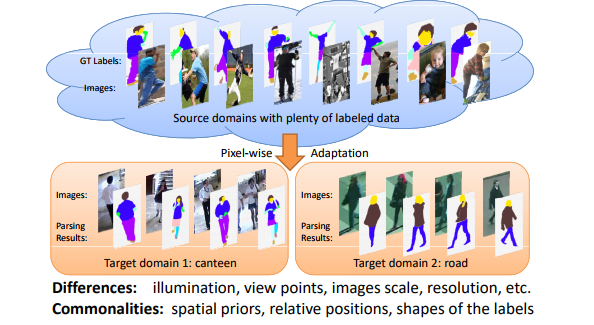 GT Labels:
Images:
Source domains with plenty of labeled data
Pixel-wise Adaptation
Images:
Parsing
Results:
Target domain 1: canteen
Images:
Parsing
Results:
Target domain 2: road
Differences: illumination, view points, images scale, resolution, etc.
Commonalities: spatial priors, relative positions, shapes of the labels